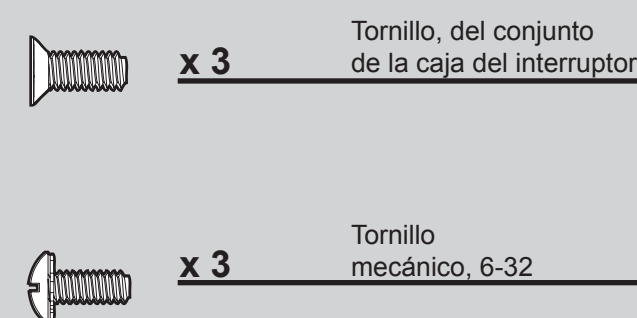 x 3
Tornillo, del conjunto
de la caja del interruptor
x 3
Tornillo
mecánico, 6-32